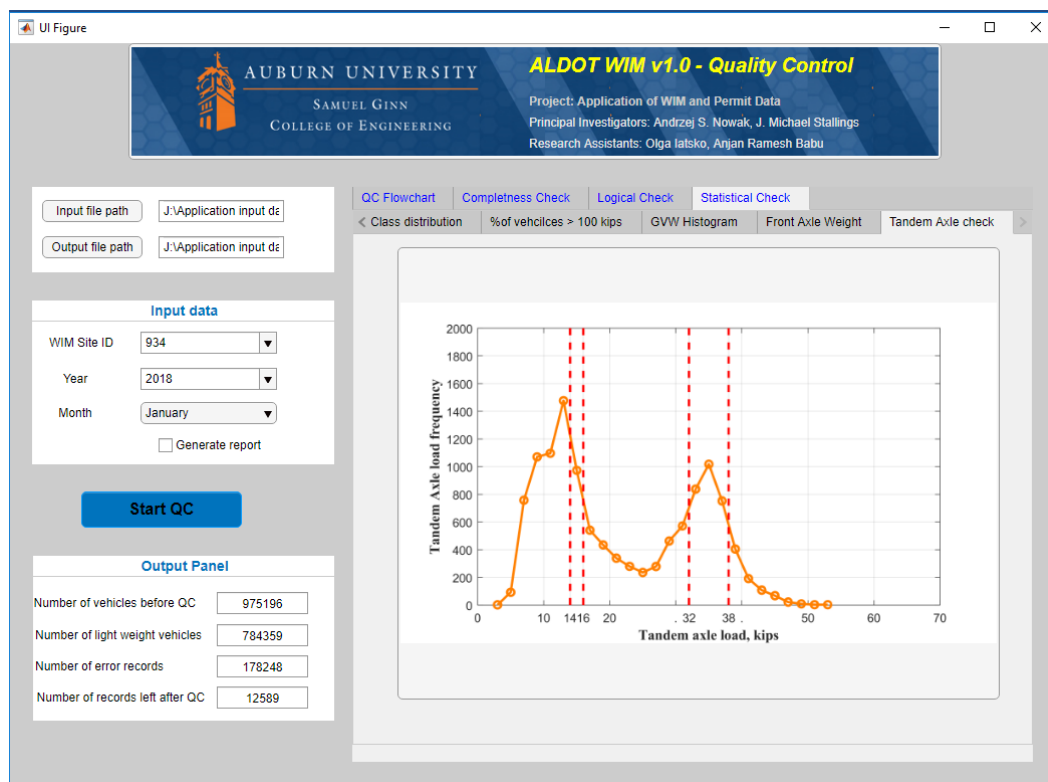 UI Figure
AUBURN UNIVERSITY
SAMUEL GINN
COLLEGE OF ENGINEERING
ALDOT WIM v1.0 - Quality Control
Project: Application of WIM and Permit Data
Principal Investigators: Andrzej S. Nowak, J. Michael Stallings
Research Assistants: Olga Iatsko, Anjan Ramesh Babu
Input file path J:\Application input da
Output file path J:\Application input da
Input data
WIM Site ID 934
Year 2018
Month January
Generate report
Start QC
Output Panel
Number of vehicles before QC 975196
Number of light weight vehicles 784359
Number of error records 178248
Number of records left after QC 12589
QC Flowchart Completness Check Logical Check Statistical Check
< Class distribution %of vehcilces > 100 kips GVW Histogram Front Axle Weight Tandem Axle check >
Tandem Axle load frequency
2000
1800
1600
1400
1200
1000
800
600
400
200
0
0 10 1416 20 . 32 38 . 50 60 70
Tandem axle load, kips